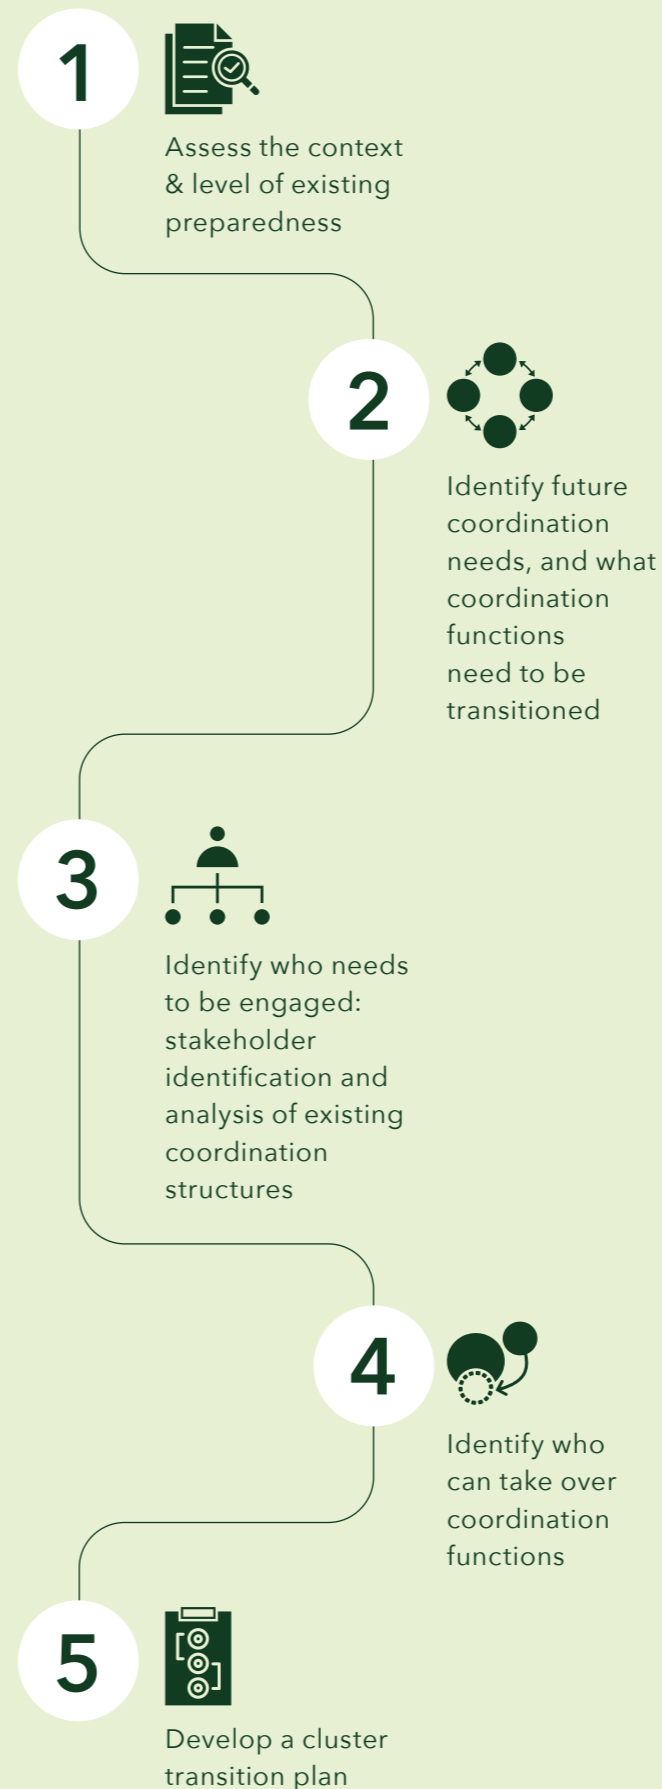 1
Assess the context
& level of existing
preparedness
2
Identify future
coordination
needs, and what
coordination
functions
need to be
transitioned
3
Identify who needs
to be engaged:
stakeholder
identification and
analysis of existing
coordination
structures
4
Identify who
can take over
coordination
functions
5
Develop a cluster
transition plan